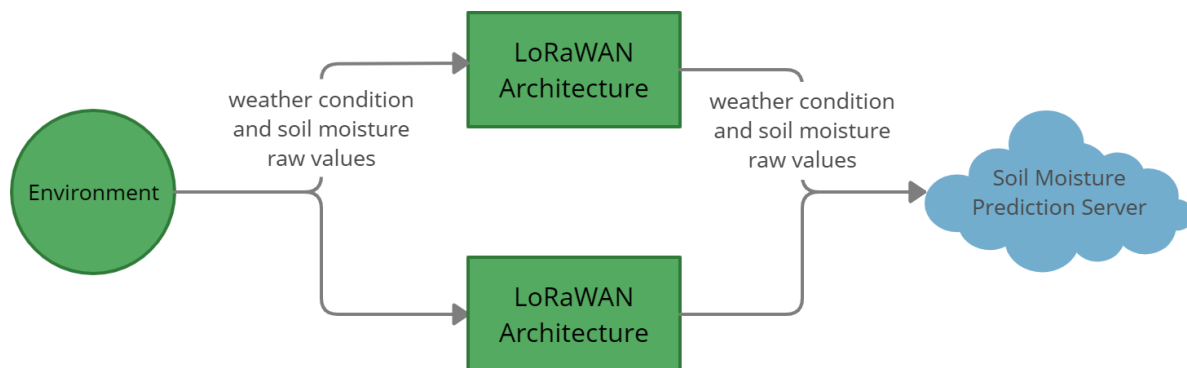 LoRaWAN
Architecture
weather condition
and soil moisture
raw values
weather condition
and soil moisture
raw values
Environment
Soil Moisture
Prediction Server
LoRaWAN
Architecture